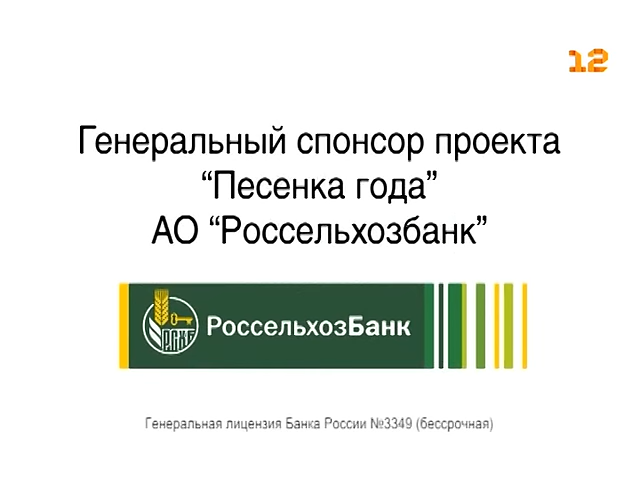 12
Генеральный спонсор проекта
“Песенка года”
АО “Россельхозбанк”
РСХБ
РоссельхозБанк
Генеральная лицензия Банка России №3349 (бессрочная)